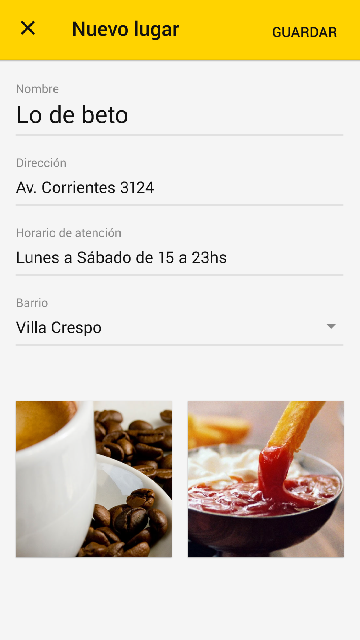 Nuevo lugar
GUARDAR
Nombre
Lo de beto
Dirección
Av. Corrientes 3124
Horario de atención
Lunes a Sábado de 15 a 23hs
Barrio
Villa Crespo